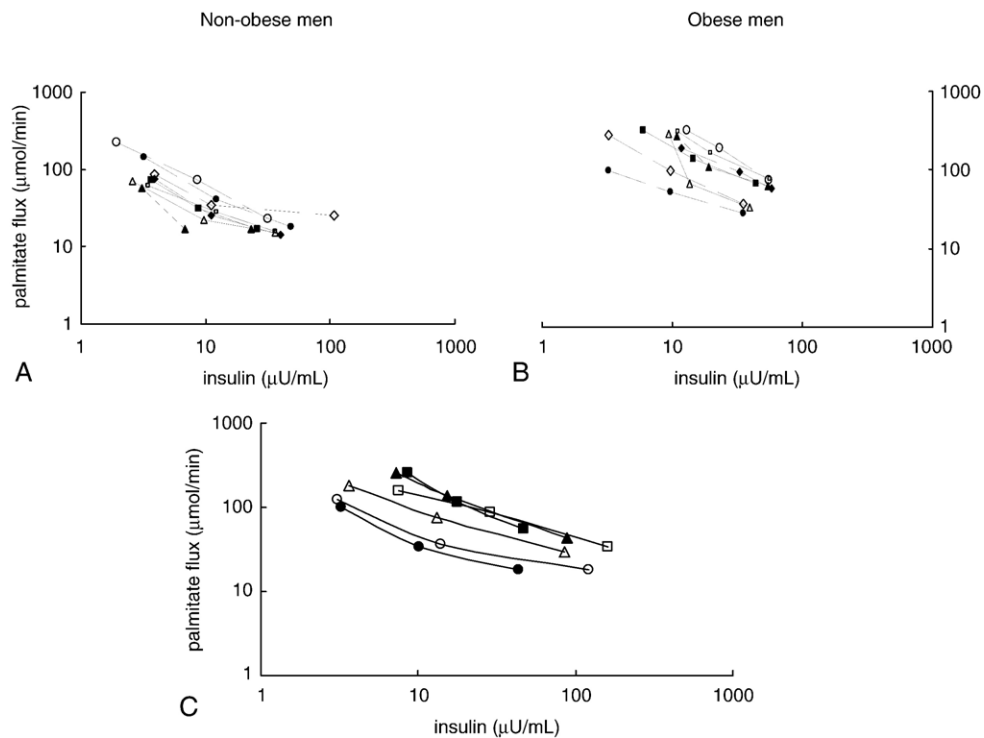 Non-obese men
Obese men
palmitate flux (μmol/min)
1000
100
10
1
1
10
100
1000
A
insulin (μU/mL)
1000
100
10
1
1
10
100
1000
B
insulin (μU/mL)
palmitate flux (μmol/min)
1000
100
10
1
1
10
100
1000
C
insulin (μU/mL)